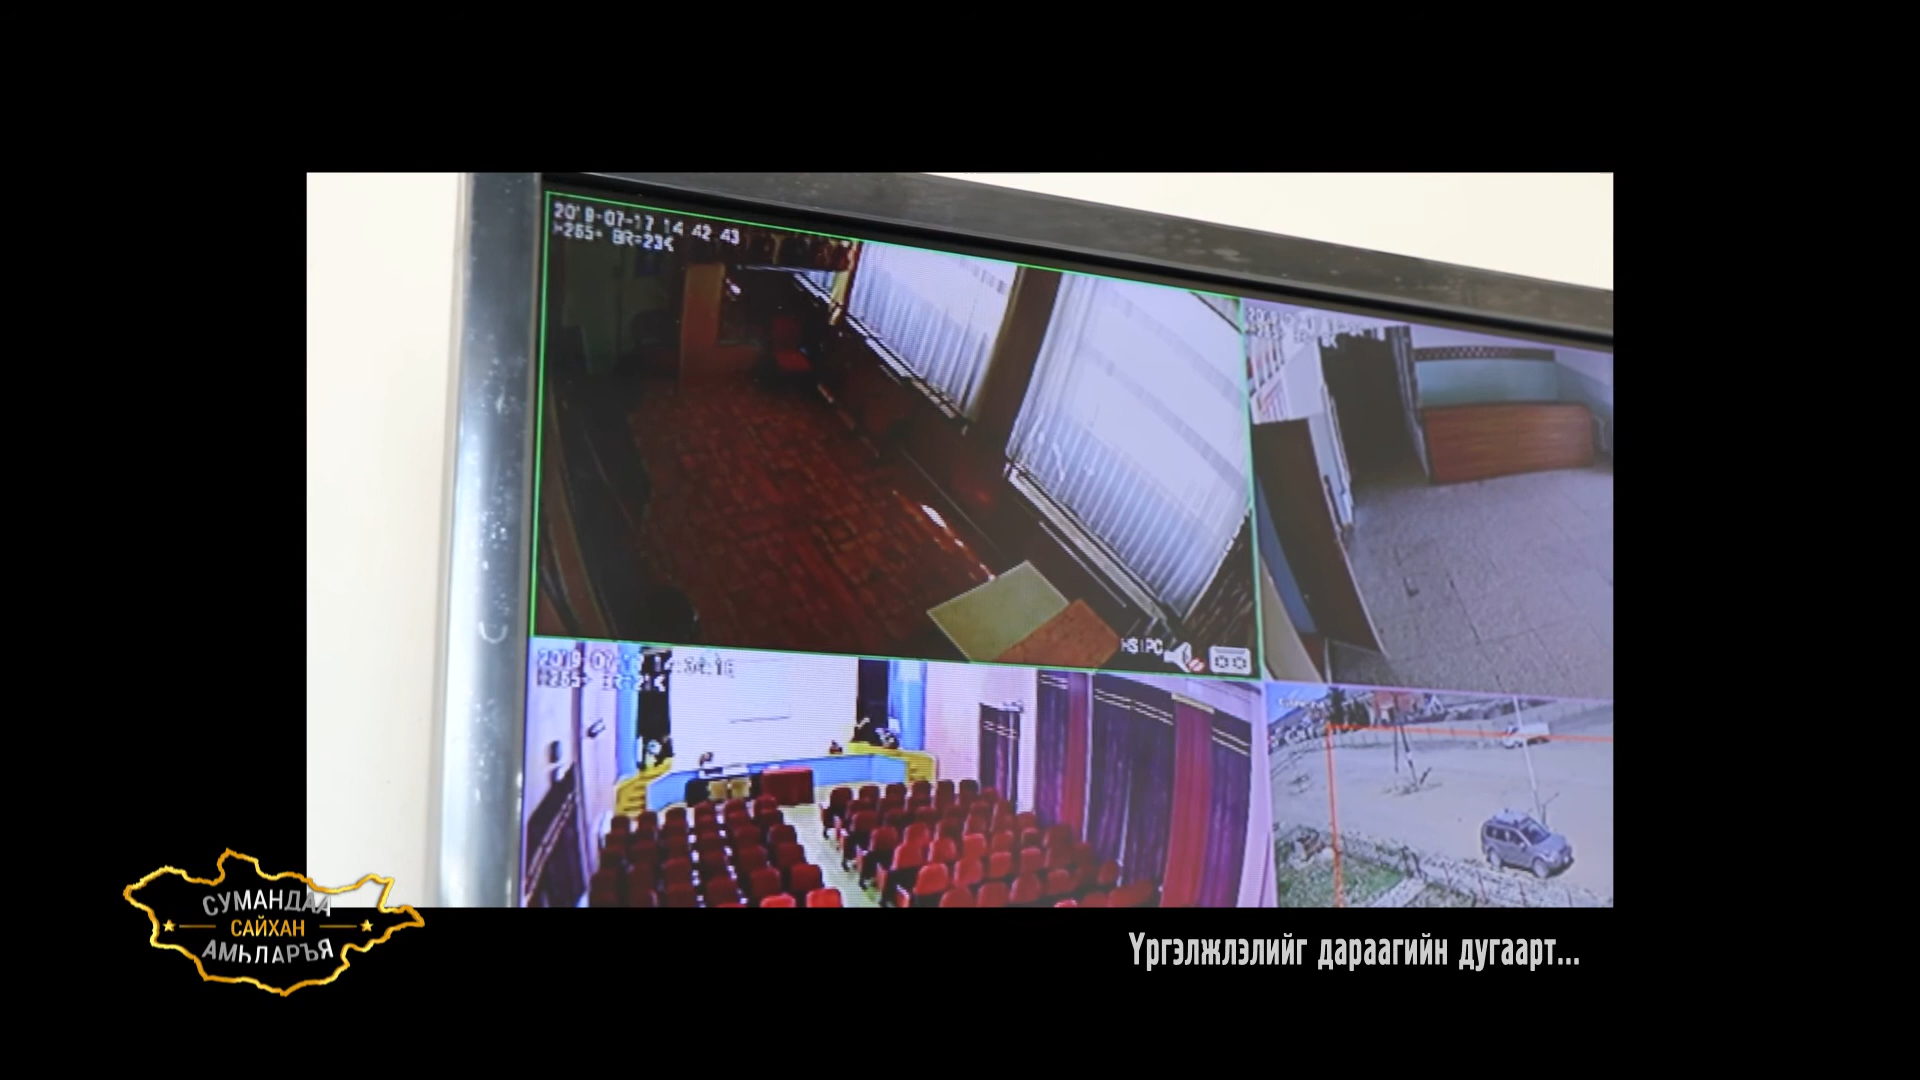 2019-07-17 14:42:43
H265+ BR=23K
HSIPC
СУМАНДАА
САЙХАН
АМЬДАРЪЯ
Үргэлжлэлийг дараагийн дугаарт...